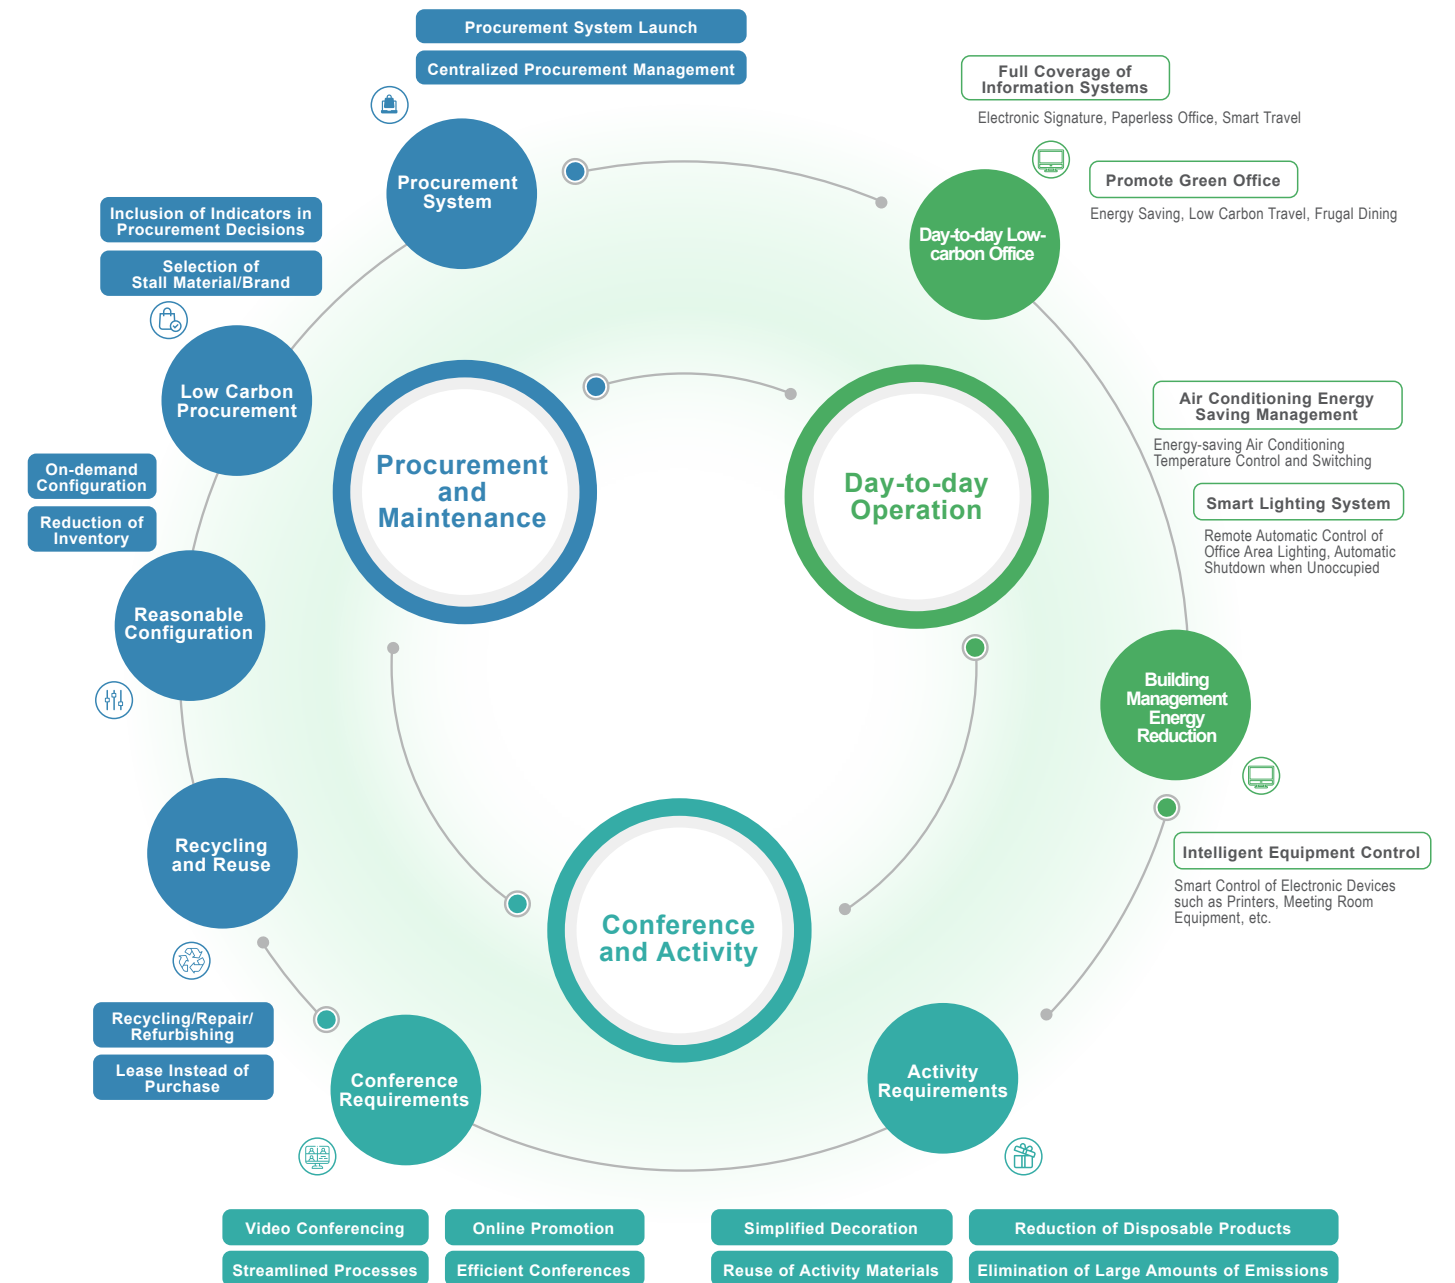 Procurement System Launch
Centralized Procurement Management
Procurement
System
Inclusion of Indicators in
Procurement Decisions
Selection of
Stall Material/Brand
Low Carbon
Procurement
On-demand
Configuration
Reduction of
Inventory
Reasonable
Configuration
Recycling
and Reuse
Recycling/Repair/
Refurbishing
Lease Instead of
Purchase
Procurement
and
Maintenance
Full Coverage of
Information Systems
Electronic Signature, Paperless Office, Smart Travel
Promote Green Office
Energy Saving, Low Carbon Travel, Frugal Dining
Day-to-day Low-
carbon Office
Day-to-day
Operation
Air Conditioning Energy
Saving Management
Energy-saving Air Conditioning
Temperature Control and Switching
Smart Lighting System
Remote Automatic Control of
Office Area Lighting, Automatic
Shutdown when Unoccupied
Building
Management
Energy
Reduction
Intelligent Equipment Control
Smart Control of Electronic Devices
such as Printers, Meeting Room
Equipment, etc.
Conference
and Activity
Conference
Requirements
Activity
Requirements
Video Conferencing
Online Promotion
Streamlined Processes
Efficient Conferences
Simplified Decoration
Reduction of Disposable Products
Reuse of Activity Materials
Elimination of Large Amounts of Emissions